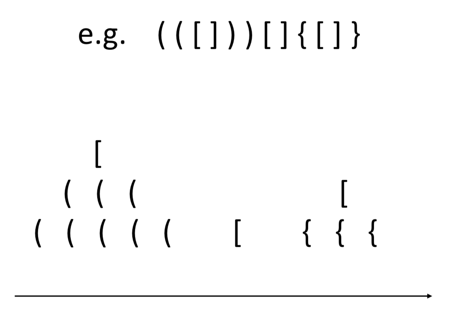 e.g. ( ( [ ] ) ) [ ] { [ ] }
[
( ( ( [
( ( ( ( ( [ { { {